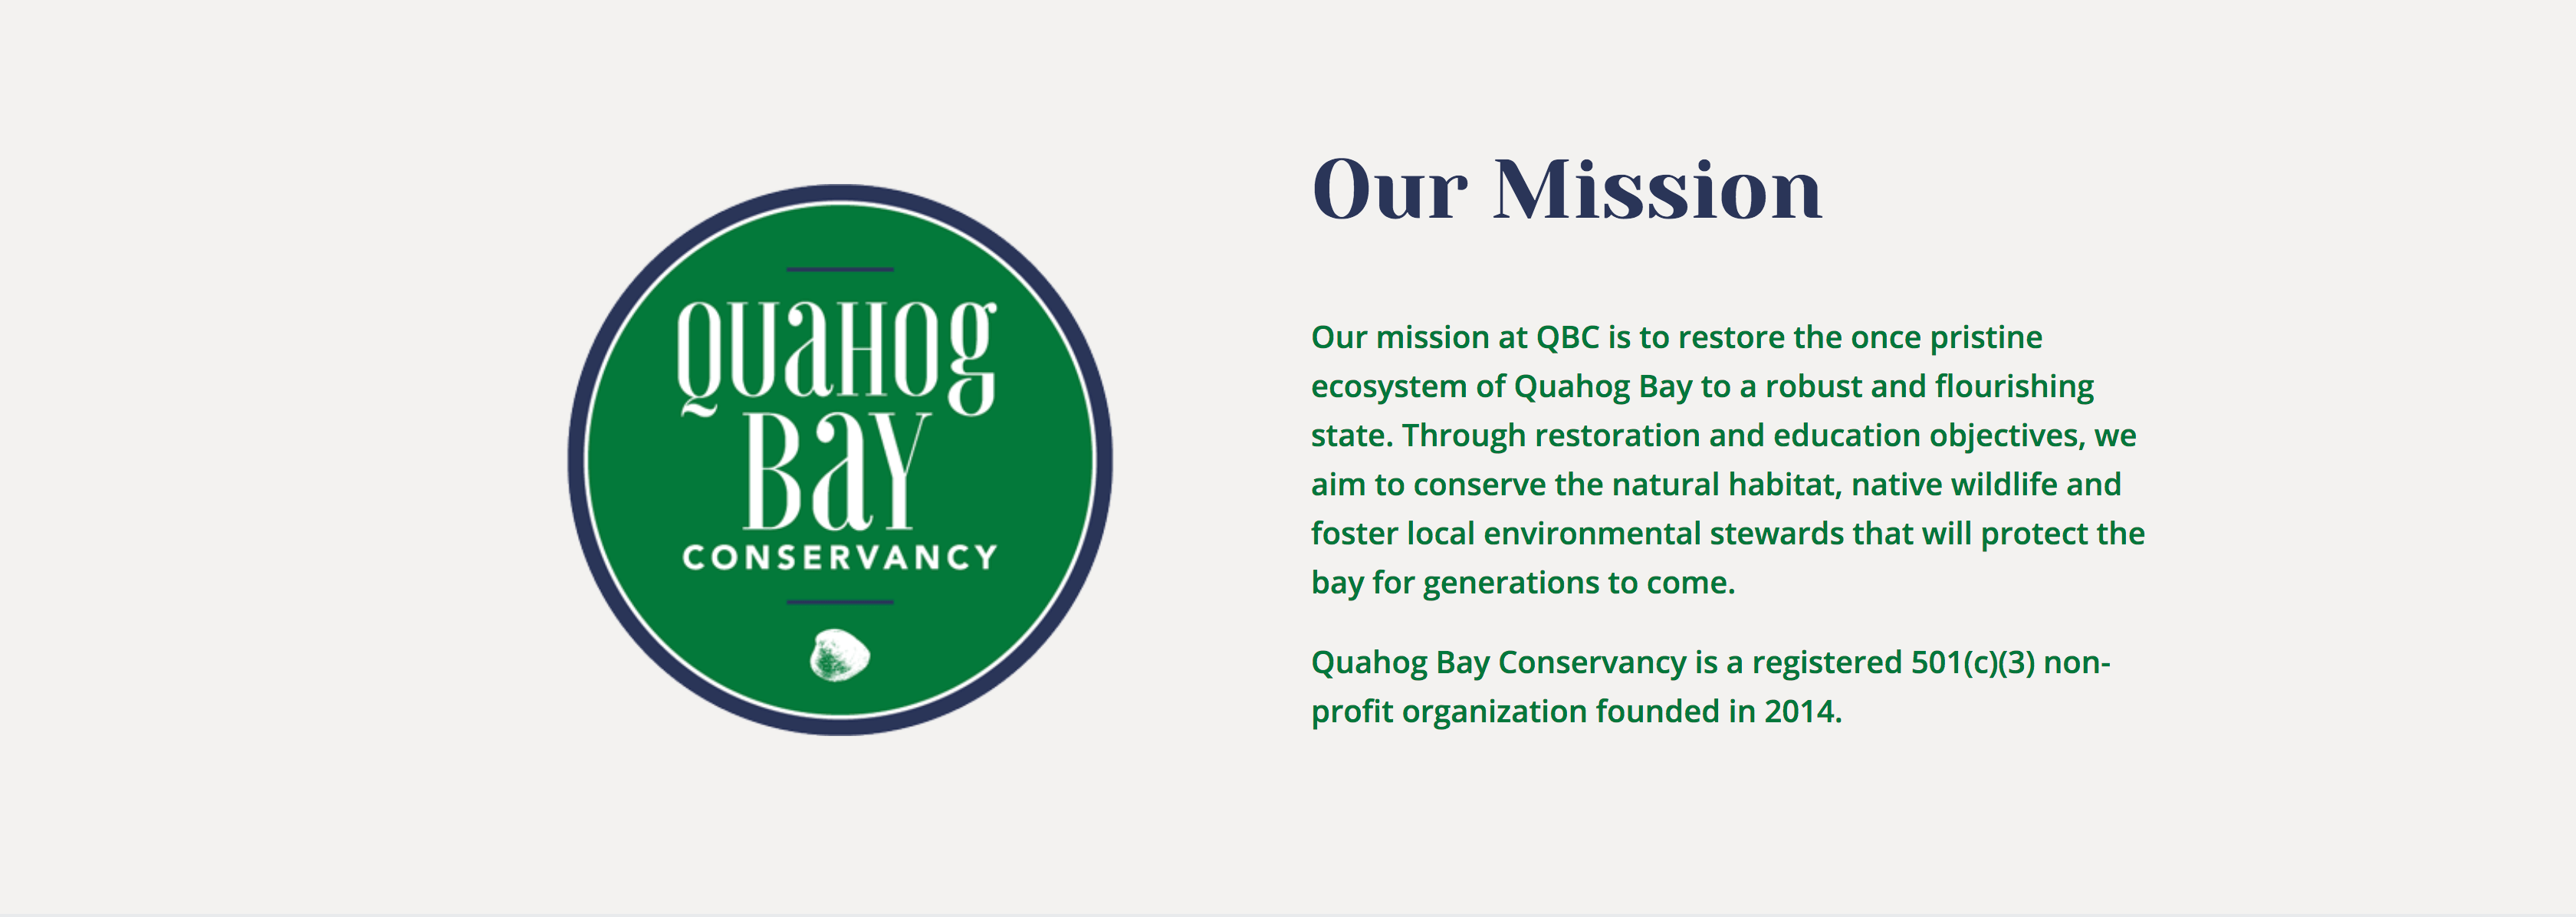 QUaHOg
BaY
CONSERVANCY
Our Mission
Our mission at QBC is to restore the once pristine
ecosystem of Quahog Bay to a robust and flourishing
state. Through restoration and education objectives, we
aim to conserve the natural habitat, native wildlife and
foster local environmental stewards that will protect the
bay for generations to come.
Quahog Bay Conservancy is a registered 501(c)(3) non-
profit organization founded in 2014.